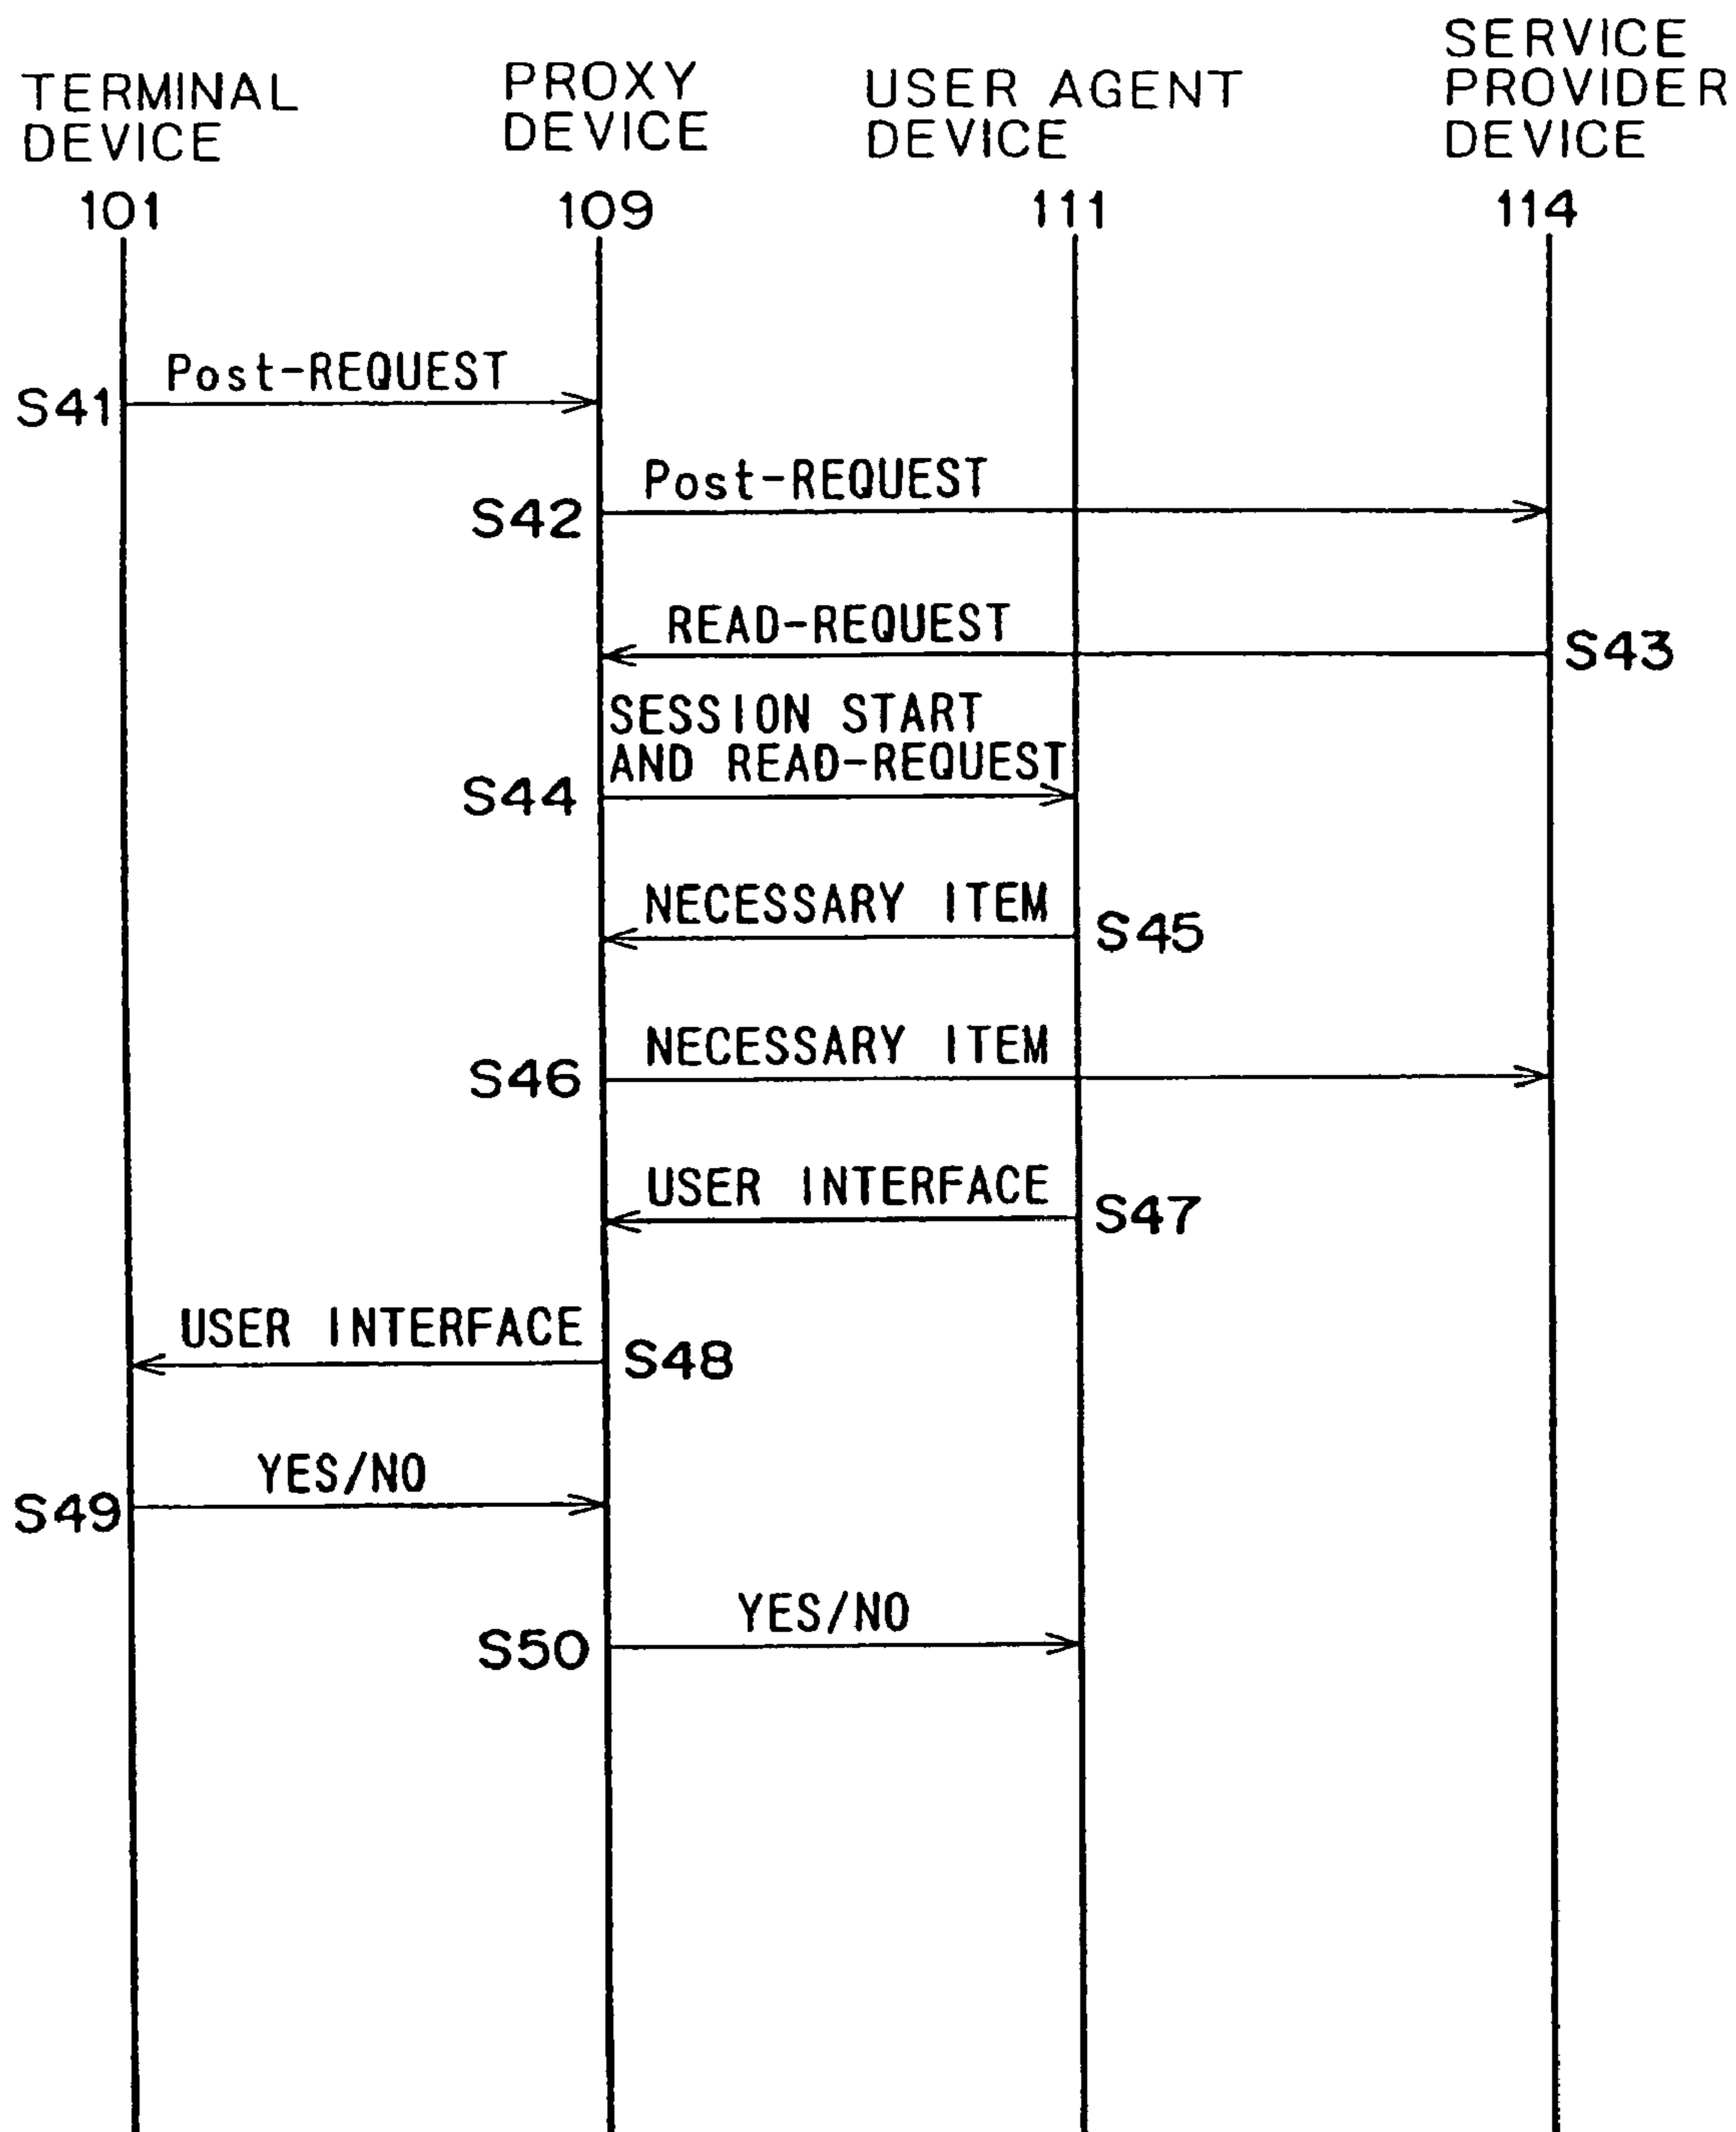 TERMINAL
DEVICE
101
PROXY
DEVICE
109
USER AGENT
DEVICE
111
SERVICE
PROVIDER
DEVICE
114
S41
Post-REQUEST
S42
Post-REQUEST
READ-REQUEST
S43
SESSION START
AND READ-REQUEST
S44
NECESSARY ITEM
S45
NECESSARY ITEM
S46
USER INTERFACE
S47
USER INTERFACE
S48
YES/NO
S49
YES/NO
S50